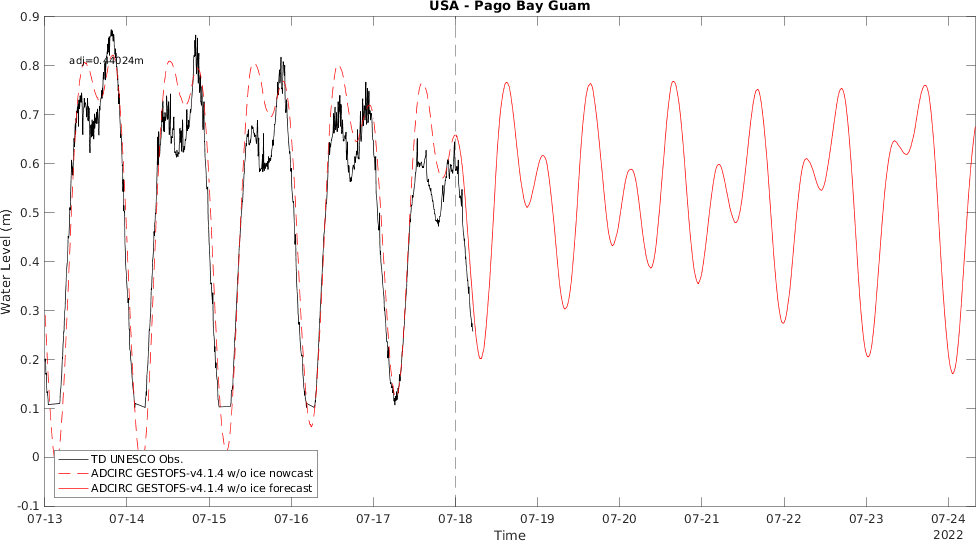 USA - Pago Bay Guam
0.9
0.8
0.7
0.6
0.5
0.4
0.3
0.2
0.1
0
-0.1
Water Level (m)
adj=0.44024m
TD UNESCO Obs.
ADCIRC GESTOFS-v4.1.4 w/o ice nowcast
ADCIRC GESTOFS-v4.1.4 w/o ice forecast
07-13 07-14 07-15 07-16 07-17 07-18 07-19 07-20 07-21 07-22 07-23 07-24
Time
2022